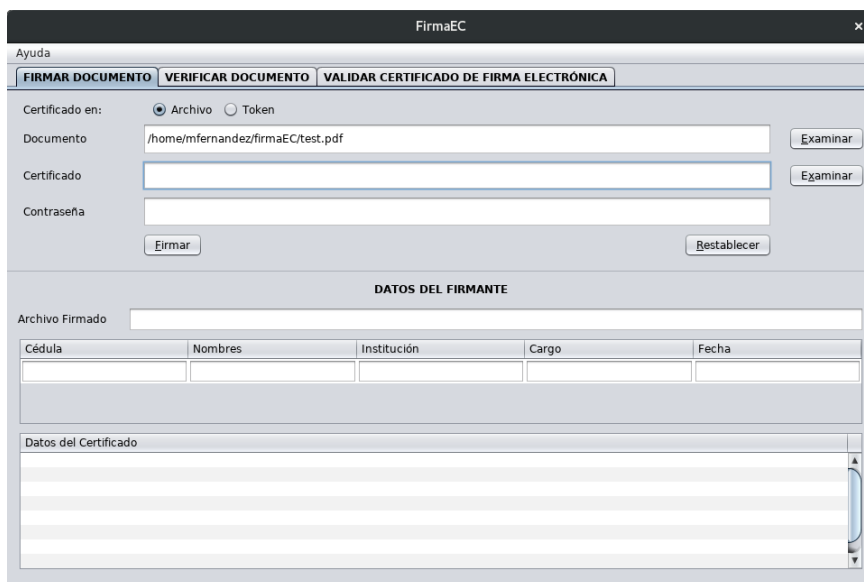 FirmaEC ×
Ayuda
FIRMAR DOCUMENTO VERIFICAR DOCUMENTO VALIDAR CERTIFICADO DE FIRMA ELECTRÓNICA
Certificado en: Archivo Token
Documento /home/mfernandez/firmaEC/test.pdf Examinar
Certificado Examinar
Contraseña
Firmar Restablecer
DATOS DEL FIRMANTE
Archivo Firmado
Cédula Nombres Institución Cargo Fecha
Datos del Certificado